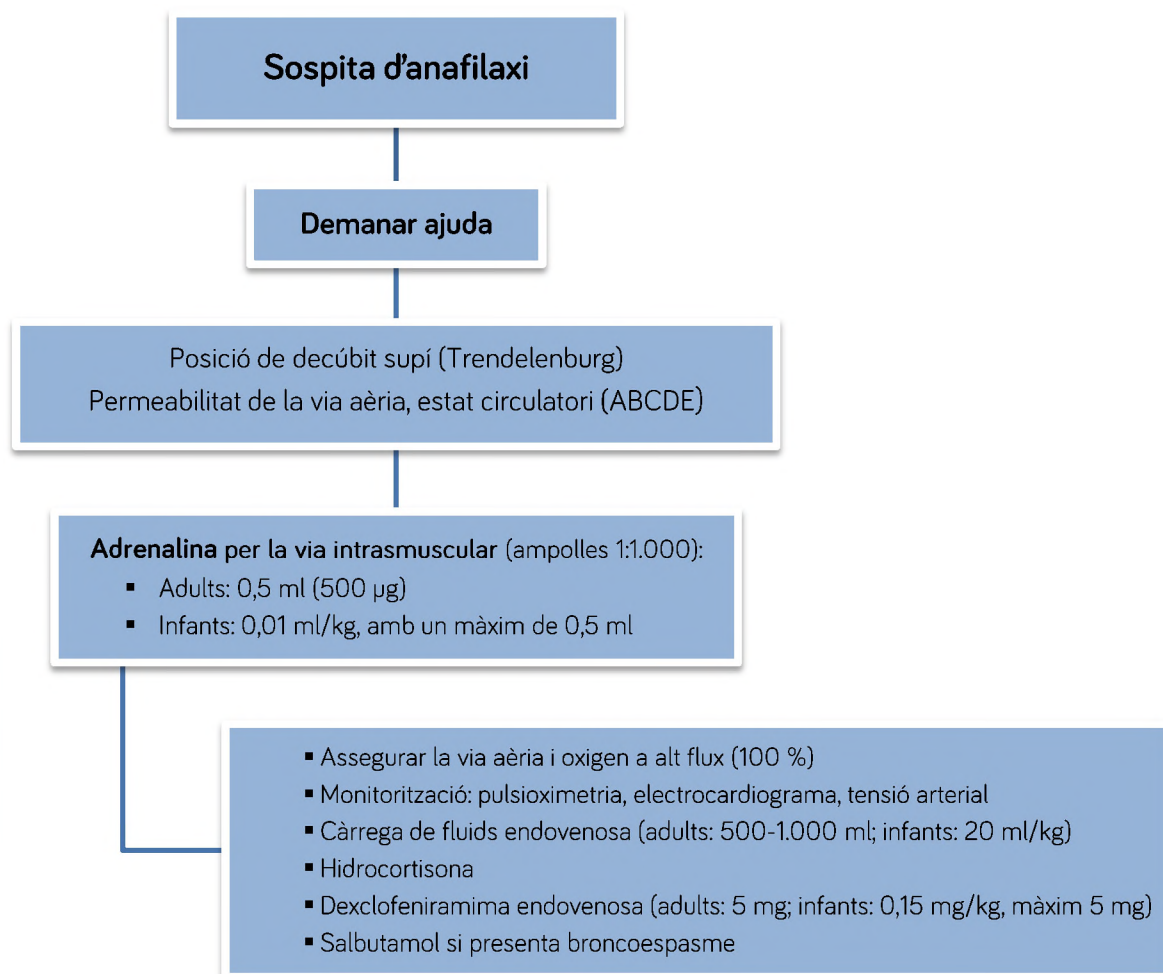 Sospita d'anafilaxi
Demanar ajuda
Posició de decúbit supí (Trendelenburg)
Permeabilitat de la via aèria, estat circulatori (ABCDE)
Adrenalina per la via intrasmuscular (ampolles 1:1.000):
▪ Adults: 0,5 ml (500 µg)
▪ Infants: 0,01 ml/kg, amb un màxim de 0,5 ml
▪ Assegurar la via aèria i oxigen a alt flux (100 %)
▪ Monitorització: pulsioximetria, electrocardiograma, tensió arterial
▪ Càrrega de fluids endovenosa (adults: 500-1.000 ml; infants: 20 ml/kg)
▪ Hidrocortisona
▪ Dexclofeniramima endovenosa (adults: 5 mg; infants: 0,15 mg/kg, màxim 5 mg)
▪ Salbutamol si presenta broncoespasme